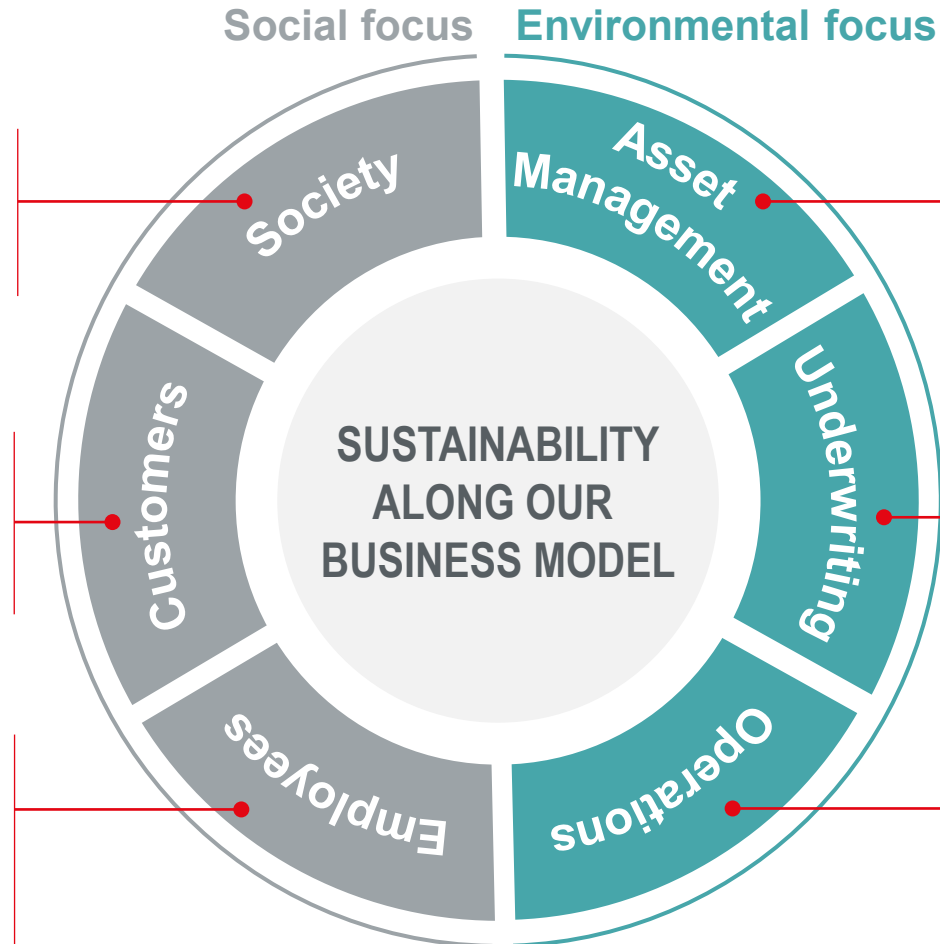 Social focus
Environmental focus
Society
Asset
Management
Customers
Underwriting
Employees
Operations
SUSTAINABILITY
ALONG OUR
BUSINESS MODEL